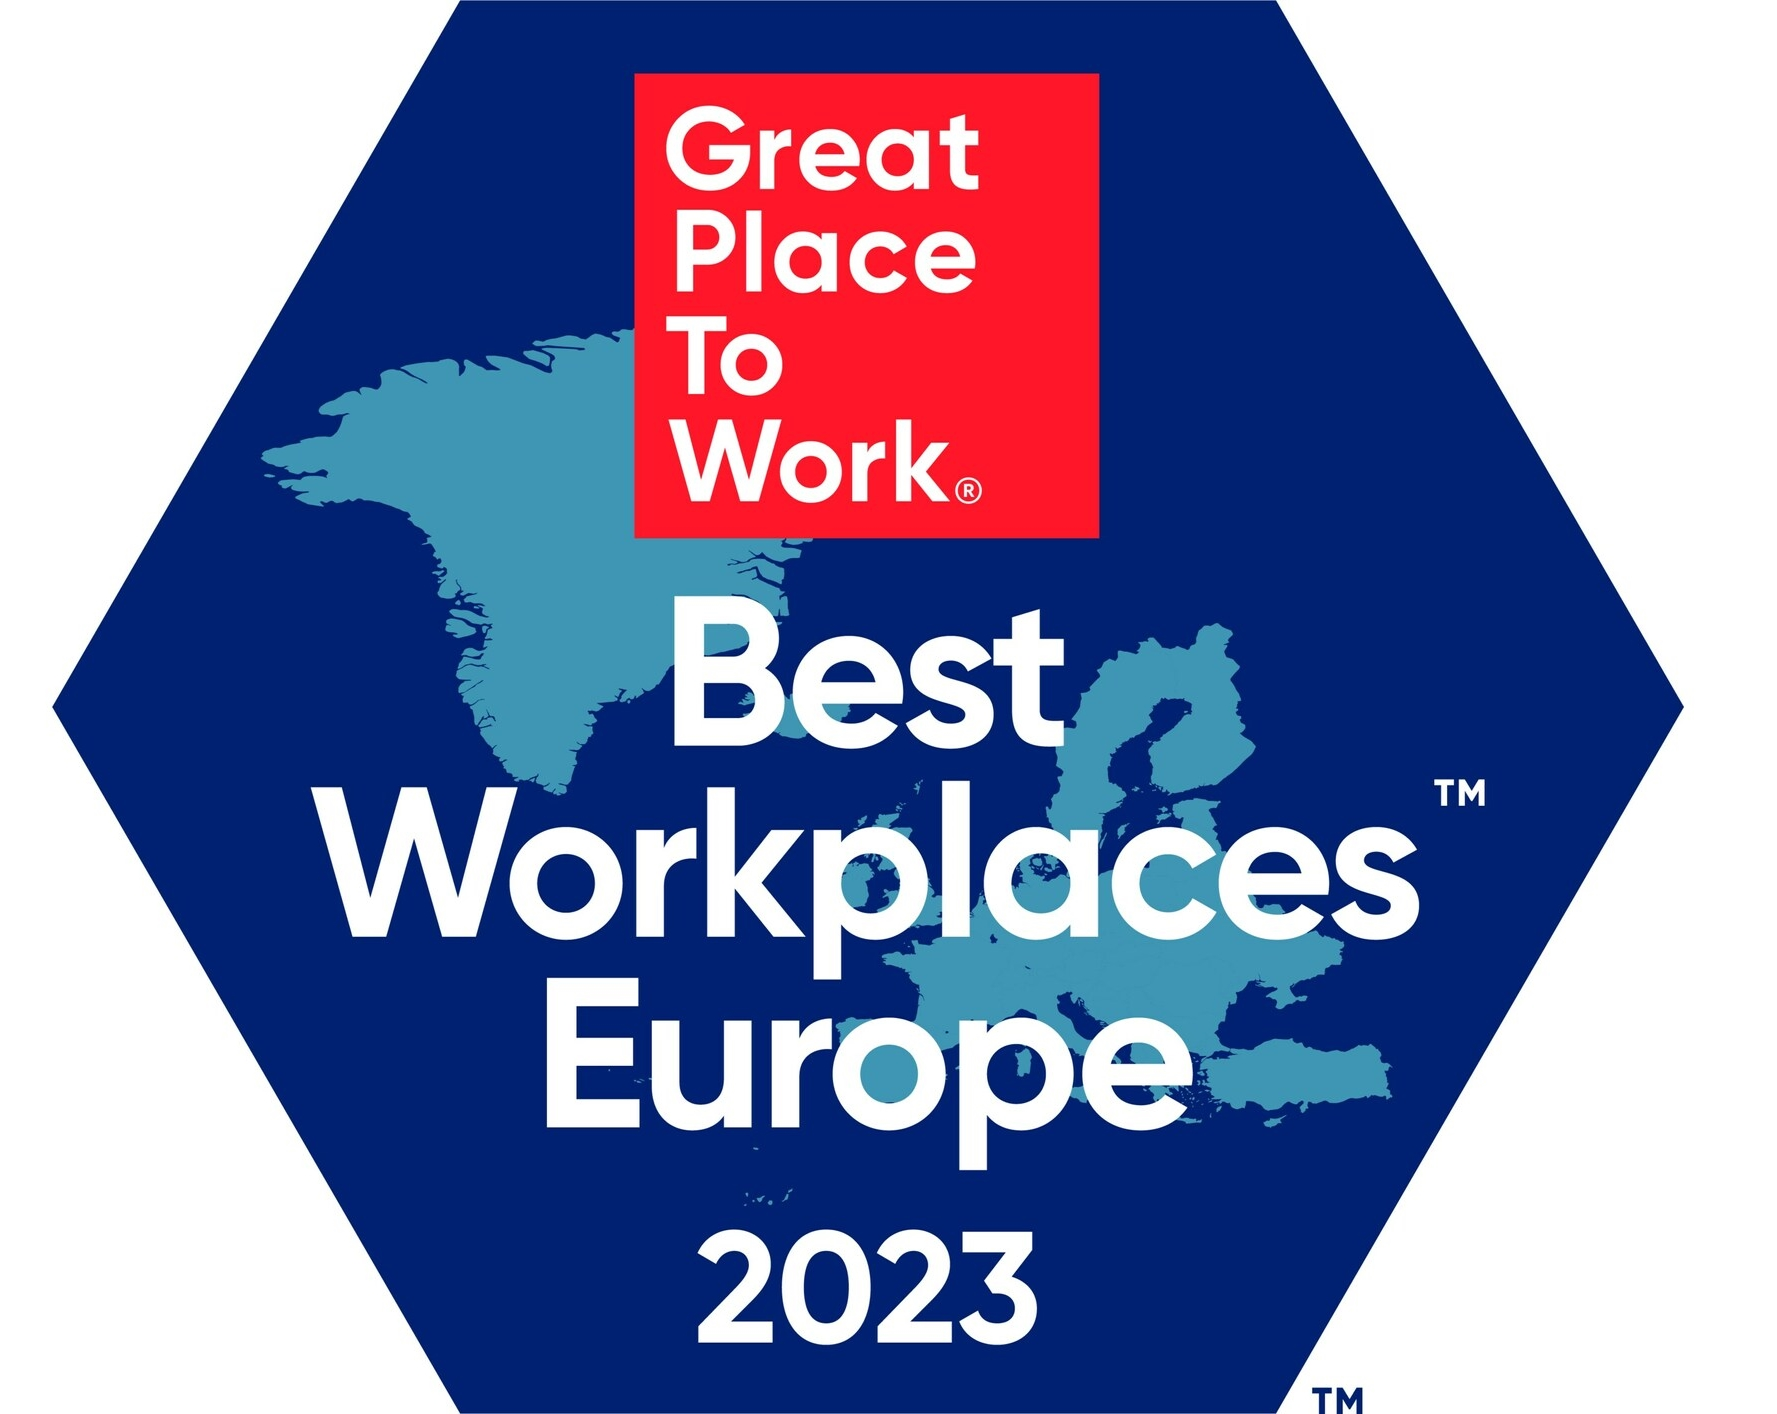 Great
Place
To
Work®
Best
Workplaces™
Europe
2023
™